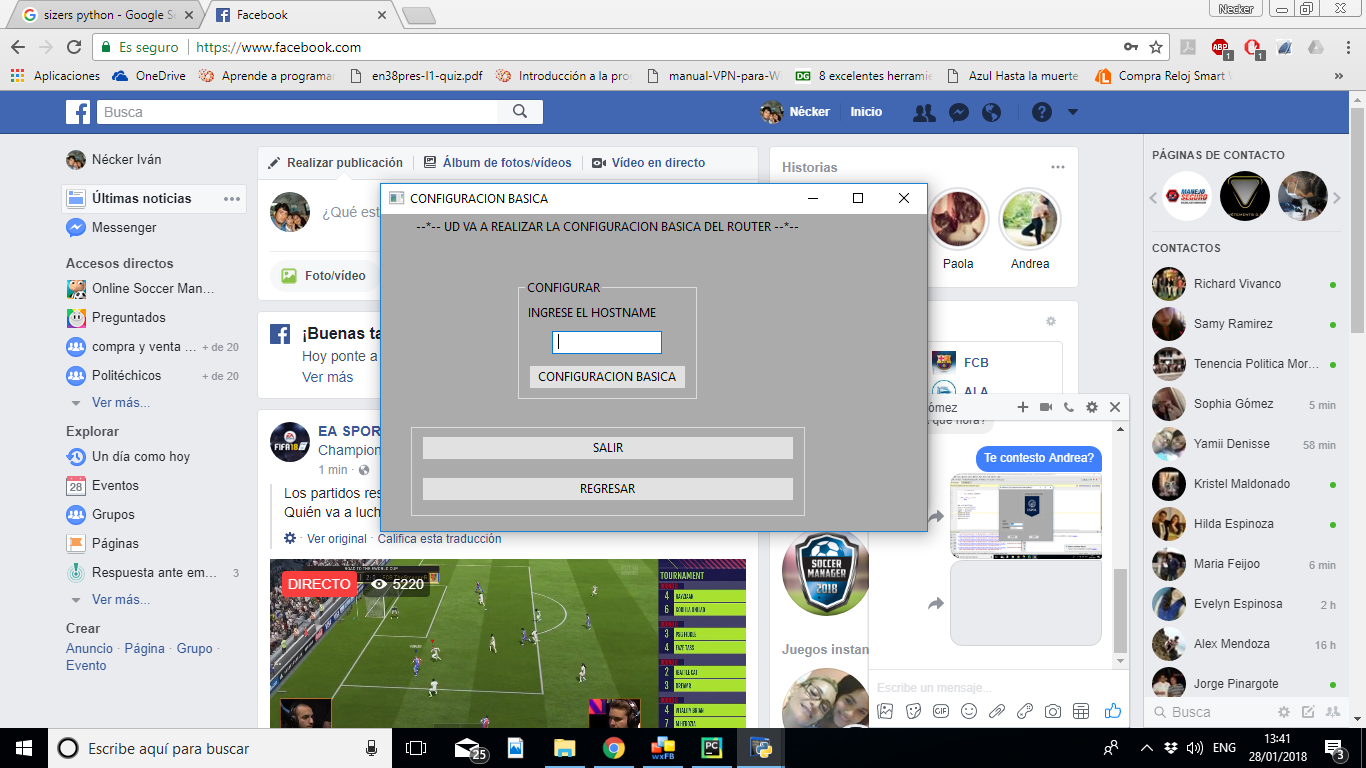 sizers python - Google S
Facebook
Necker
Es seguro
https://www.facebook.com
Aplicaciones
OneDrive
Aprende a programa
en38pres-l1-quiz.pdf
Introducción a la pro
manual-VPN-para-W
8 excelentes herramie
Azul Hasta la muerte
Compra Reloj Smart
Busca
Nécker
Inicio
Nécker Iván
Últimas noticias
Messenger
Accesos directos
Online Soccer Man...
Preguntados
compra y venta ...
+ de 20
Politéchicos
+ de 20
Ver más...
Explorar
Un día como hoy
Eventos
28
Grupos
Páginas
Respuesta ante em...
3
Ver más...
Crear
Anuncio · Página · Grupo ·
Evento
Realizar publicación
Álbum de fotos/vídeos
Vídeo en directo
¿Qué est
Foto/vídeo
¡Buenas ta
Hoy ponte a
Ver más
EA SPOR
Champion
1 min ·
Los partidos res
Quién va a luch
· Ver original · Califica esta traducción
DIRECTO
5220
TOURNAMENT
CONFIGURACION BASICA
--*-- UD VA A REALIZAR LA CONFIGURACION BASICA DEL ROUTER --*--
CONFIGURAR
INGRESE EL HOSTNAME
CONFIGURACION BASICA
SALIR
REGRESAR
Historias
Paola
Andrea
FCB
ALA
SOCCER
MANAGER
2018
Juegos instan
ómez
Te contesto Andrea?
Escribe un mensaje...
GIF
PÁGINAS DE CONTACTO
MANEJO
SEGURO
CONTACTOS
Richard Vivanco
Samy Ramirez
Tenencia Politica Mor...
Sophia Gómez
5 min
Yamii Denisse
58 min
Kristel Maldonado
Hilda Espinoza
Maria Feijoo
6 min
Evelyn Espinosa
2 h
Alex Mendoza
16 h
Jorge Pinargote
Busca
Escribe aquí para buscar
25
wxFB
PC
ENG
13:41
28/01/2018
3